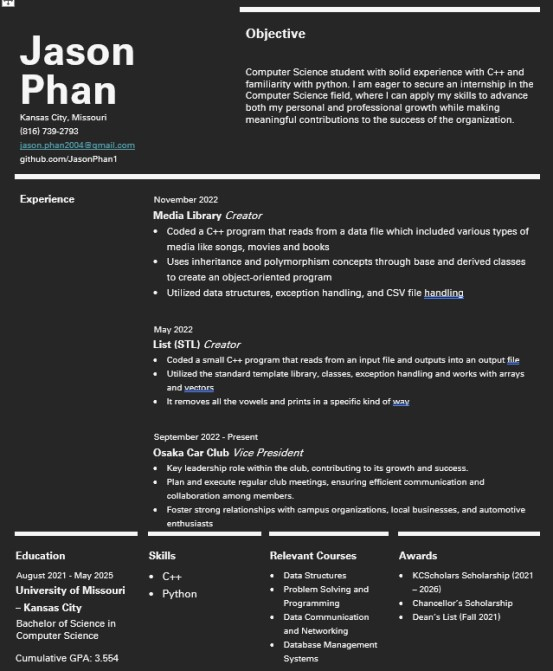 Jason
Phan
Kansas City, Missouri
(816) 739-2793
jason.phan2004@gmail.com
github.com/JasonPhan1
Objective
Computer Science student with solid experience with C++ and
familiarity with python. I am eager to secure an internship in the
Computer Science field, where I can apply my skills to advance
both my personal and professional growth while making
meaningful contributions to the success of the organization.
Experience
November 2022
Media Library Creator
• Coded a C++ program that reads from a data file which included various types of
media like songs, movies and books
• Uses inheritance and polymorphism concepts through base and derived classes
to create an object-oriented program
• Utilized data structures, exception handling, and CSV file handling
May 2022
List (STL) Creator
• Coded a small C++ program that reads from an input file and outputs into an output file
• Utilized the standard template library, classes, exception handling and works with arrays
and vectors
• It removes all the vowels and prints in a specific kind of way
September 2022 - Present
Osaka Car Club Vice President
• Key leadership role within the club, contributing to its growth and success.
• Plan and execute regular club meetings, ensuring efficient communication and
collaboration among members.
• Foster strong relationships with campus organizations, local businesses, and automotive
enthusiasts
Education
August 2021 - May 2025
University of Missouri
– Kansas City
Bachelor of Science in
Computer Science
Cumulative GPA: 3.554
Skills
• C++
• Python
Relevant Courses
• Data Structures
• Problem Solving and
Programming
• Data Communication
and Networking
• Database Management
Systems
Awards
• KCScholars Scholarship (2021
– 2026)
• Chancellor's Scholarship
• Dean's List (Fall 2021)